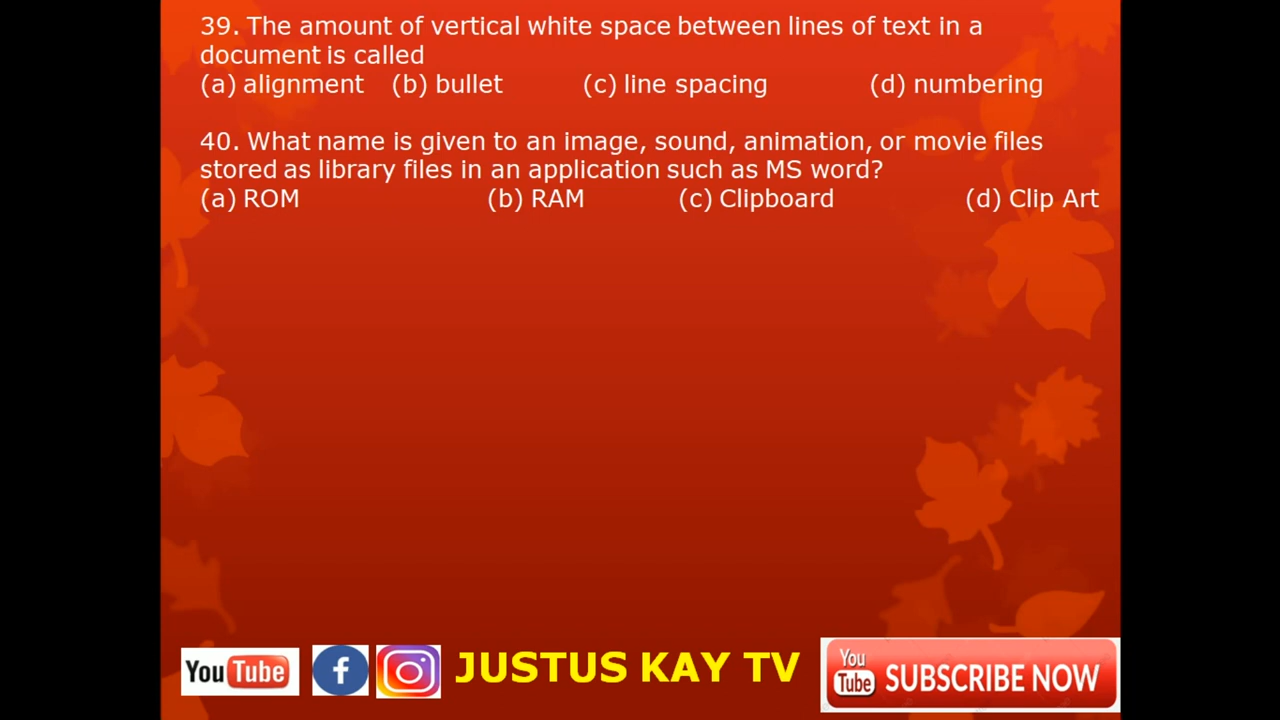 39. The amount of vertical white space between lines of text in a
document is called
(a) alignment (b) bullet (c) line spacing (d) numbering
40. What name is given to an image, sound, animation, or movie files
stored as library files in an application such as MS word?
(a) ROM (b) RAM (c) Clipboard (d) Clip Art
You Tube f JUSTUS KAY TV You Tube SUBSCRIBE NOW